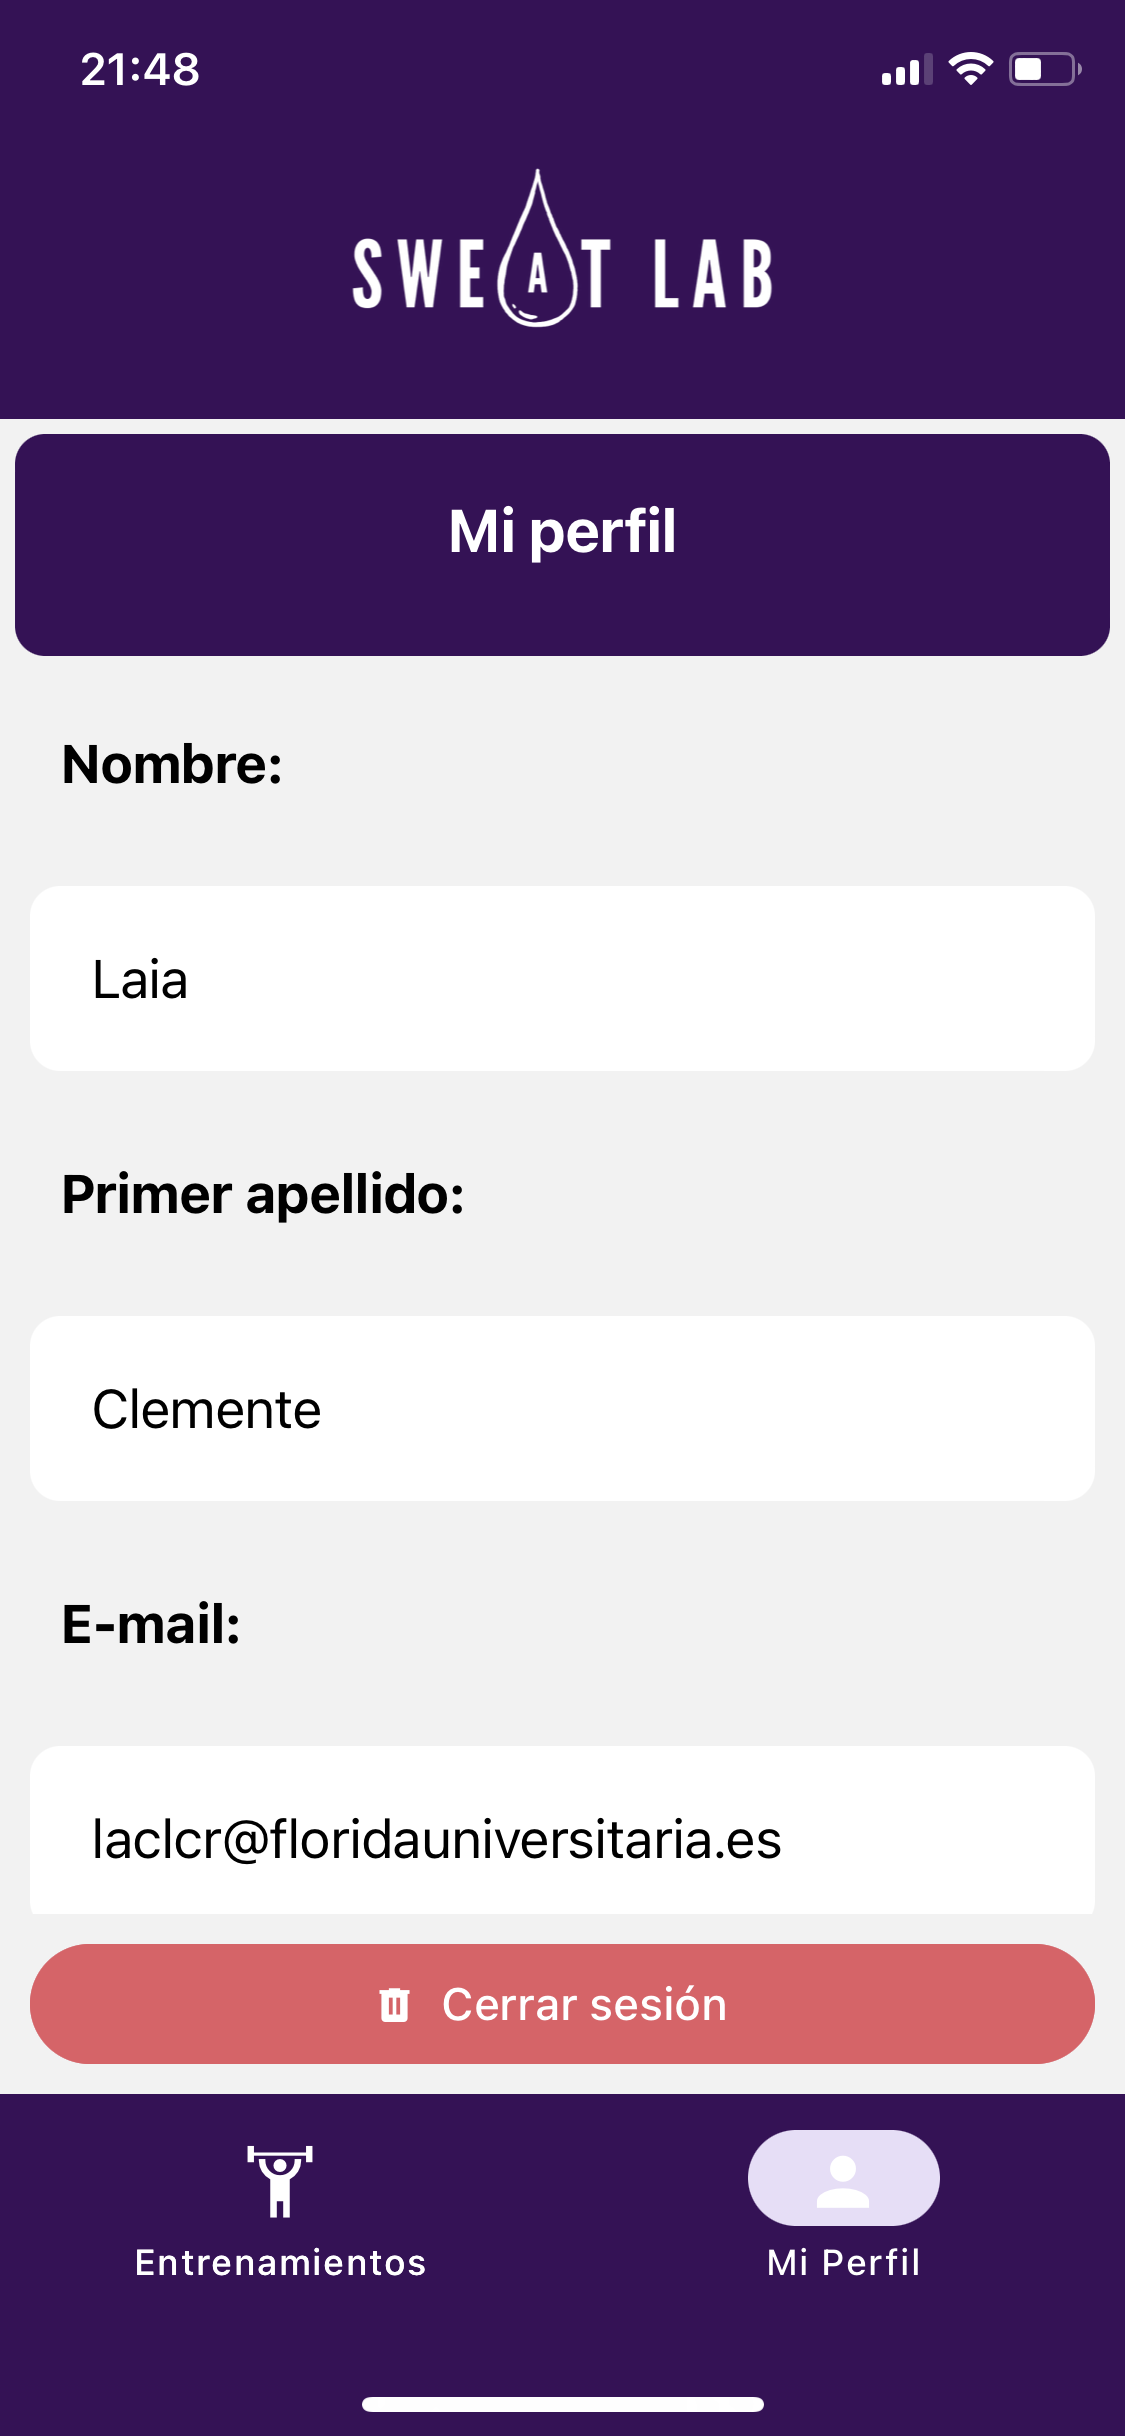 21:48
SWEAT LAB
Mi perfil
Nombre:
Laia
Primer apellido:
Clemente
E-mail:
laclcr@floridauniversitaria.es
Cerrar sesión
Entrenamientos
Mi Perfil